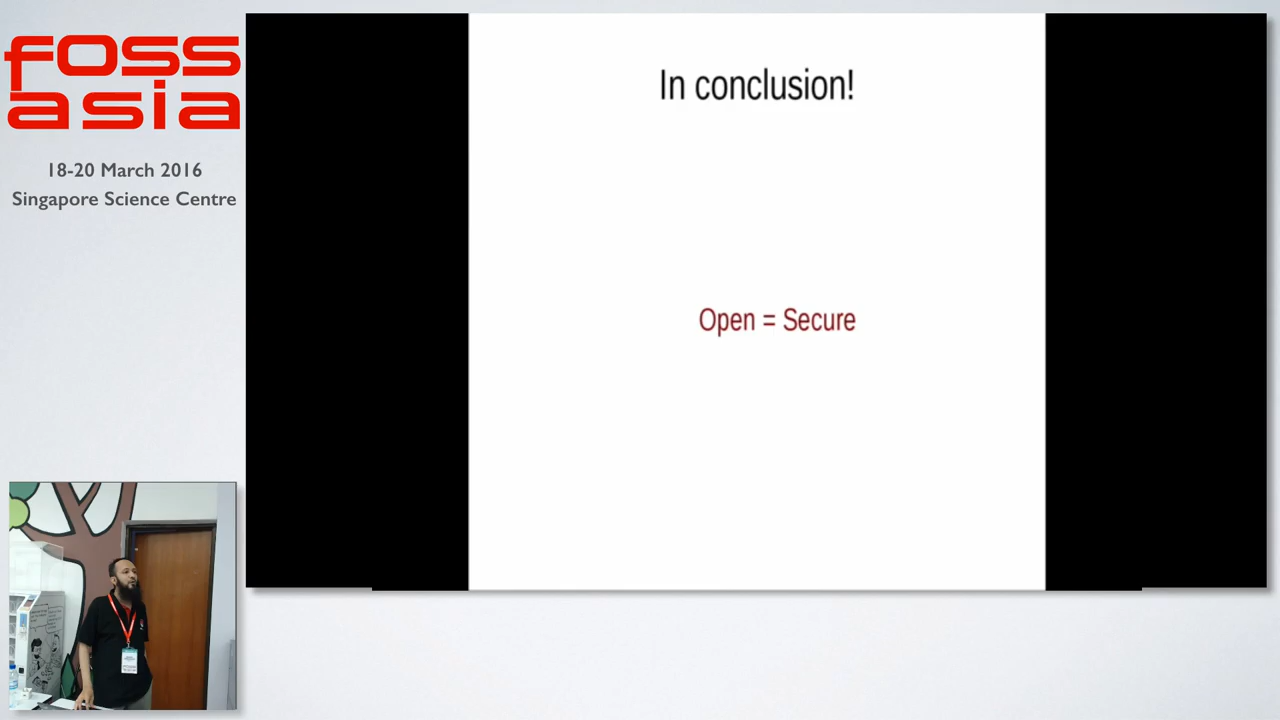 foss
asia
18-20 March 2016
Singapore Science Centre
In conclusion!
Open = Secure